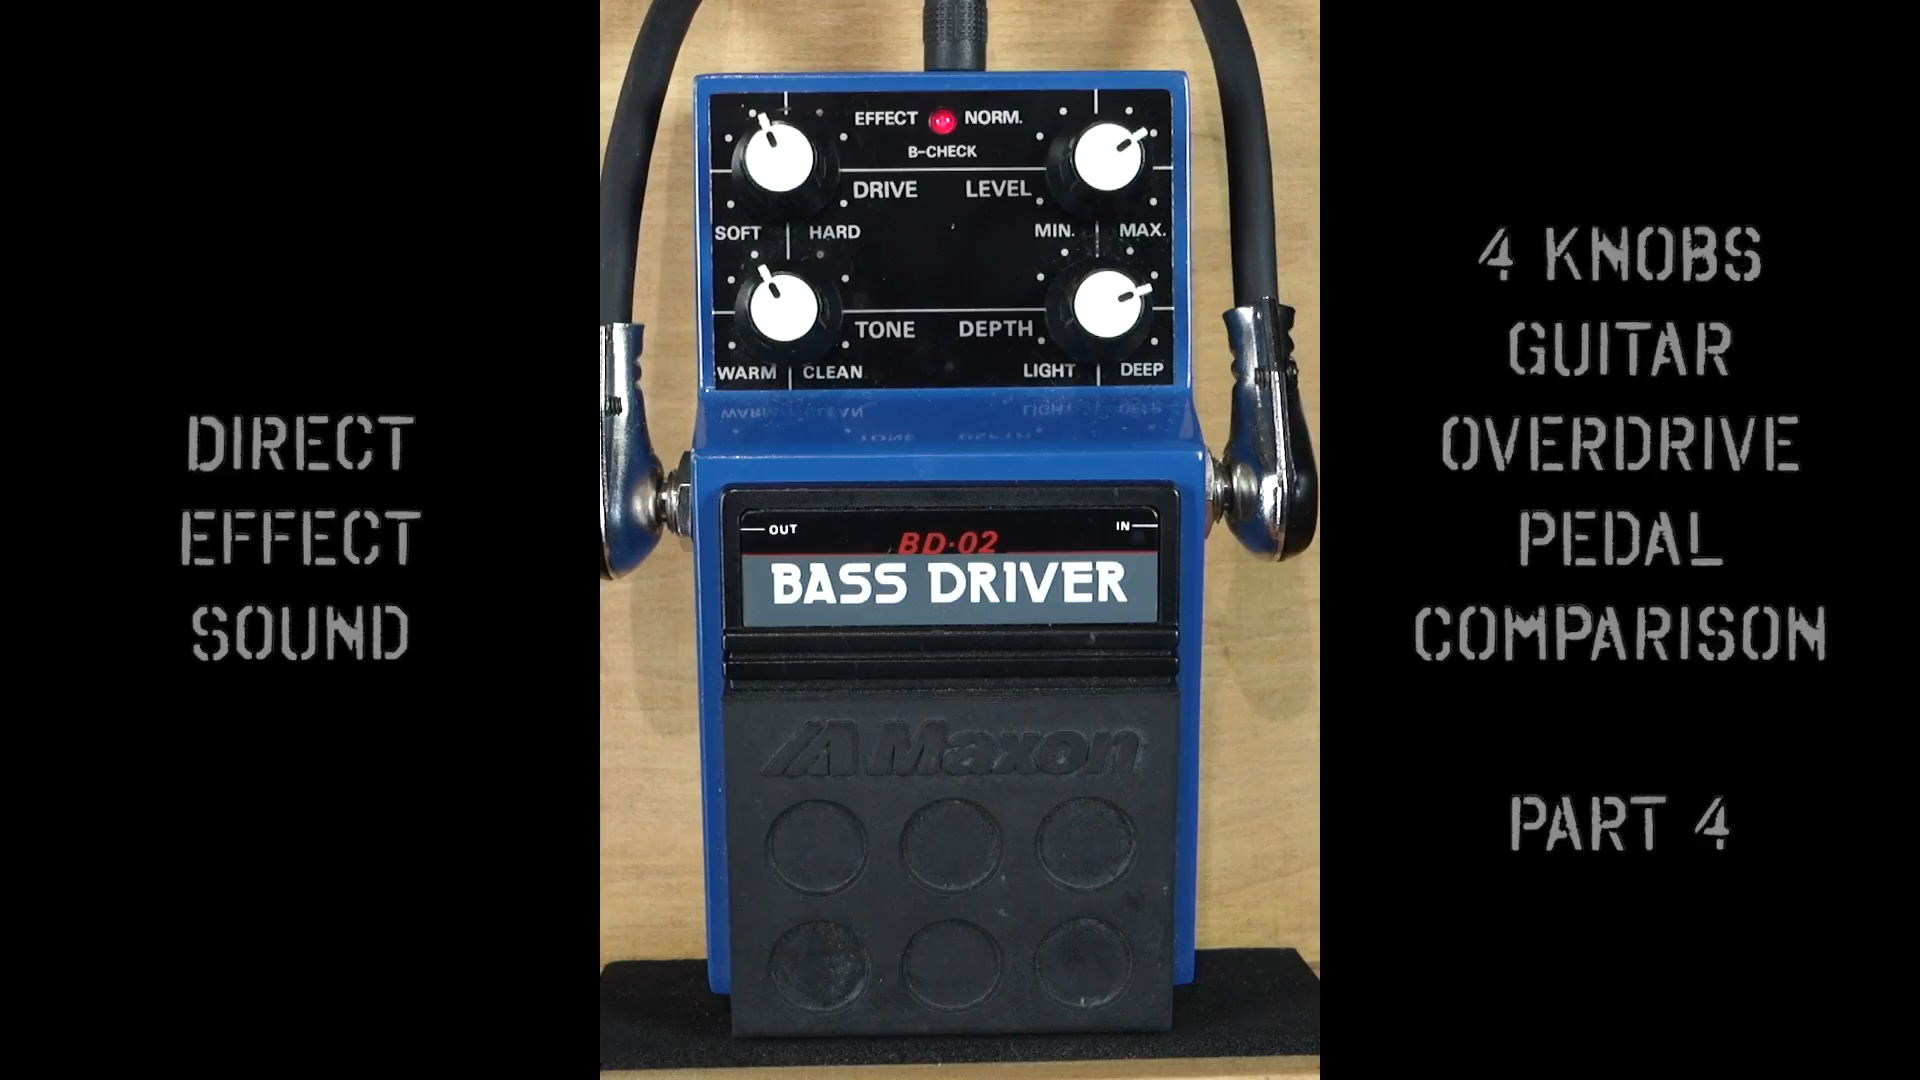 DIRECT
EFFECT
SOUND
EFFECT NORM.
B-CHECK
DRIVE LEVEL
SOFT HARD MIN. MAX.
TONE DEPTH
WARM CLEAN LIGHT DEEP
OUT IN
BD·02
BASS DRIVER
Maxon
4 KNOBS
GUITAR
OVERDRIVE
PEDAL
COMPARISON
PART 4